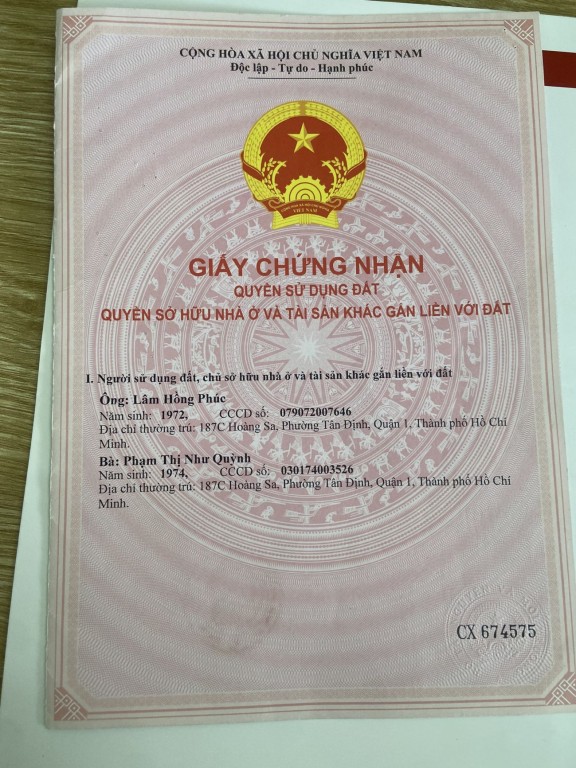 CỘNG HÒA XÃ HỘI CHỦ NGHĨA VIỆT NAM
Độc lập - Tự do - Hạnh phúc
VIỆT NAM
GIẤY CHỨNG NHẬN
QUYỀN SỬ DỤNG ĐẤT
QUYỀN SỞ HỮU NHÀ Ở VÀ TÀI SẢN KHÁC GẮN LIỀN VỚI ĐẤT
I. Người sử dụng đất, chủ sở hữu nhà ở và tài sản khác gắn liền với đất
Ông: Lâm Hồng Phúc
Năm sinh: 1972, CCCD số: 079072007646
Địa chỉ thường trú: 187C Hoàng Sa, Phường Tân Định, Quận 1, Thành phố Hồ Chí
Minh.
Bà: Phạm Thị Như Quỳnh
Năm sinh: 1974, CCCD số: 030174003526
Địa chỉ thường trú: 187C Hoàng Sa, Phường Tân Định, Quận 1, Thành phố Hồ Chí
Minh.
CX 674575